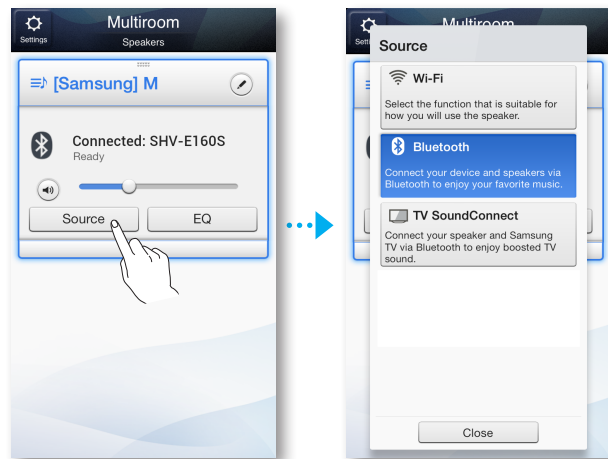 Multiroom
Settings
Speakers
[Samsung] M
Connected: SHV-E160S
Ready
Source
EQ
Multiroom
Setti
Source
Wi-Fi
Select the function that is suitable for
how you will use the speaker.
Bluetooth
Connect your device and speakers via
Bluetooth to enjoy your favorite music.
TV SoundConnect
Connect your speaker and Samsung
TV via Bluetooth to enjoy boosted TV
sound.
Close